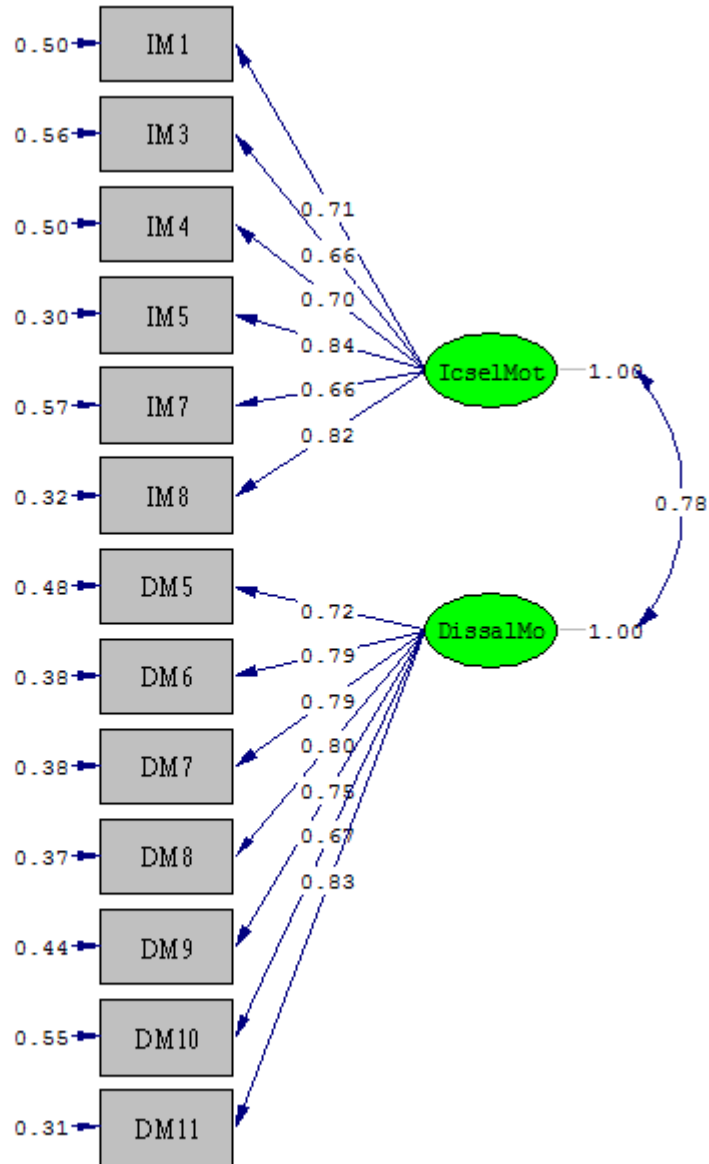 0.50 IM1
0.56 IM3
0.71
0.50 IM4
0.66
0.70
0.30 IM5
0.84
IcselMot 1.00
0.66
0.57 IM7
0.82
0.32 IM8
0.78
0.48 DM5
0.72
DissalMo 1.00
0.79
0.38 DM6
0.79
0.80
0.38 DM7
0.75
0.67
0.37 DM8
0.83
0.44 DM9
0.55 DM10
0.31 DM11